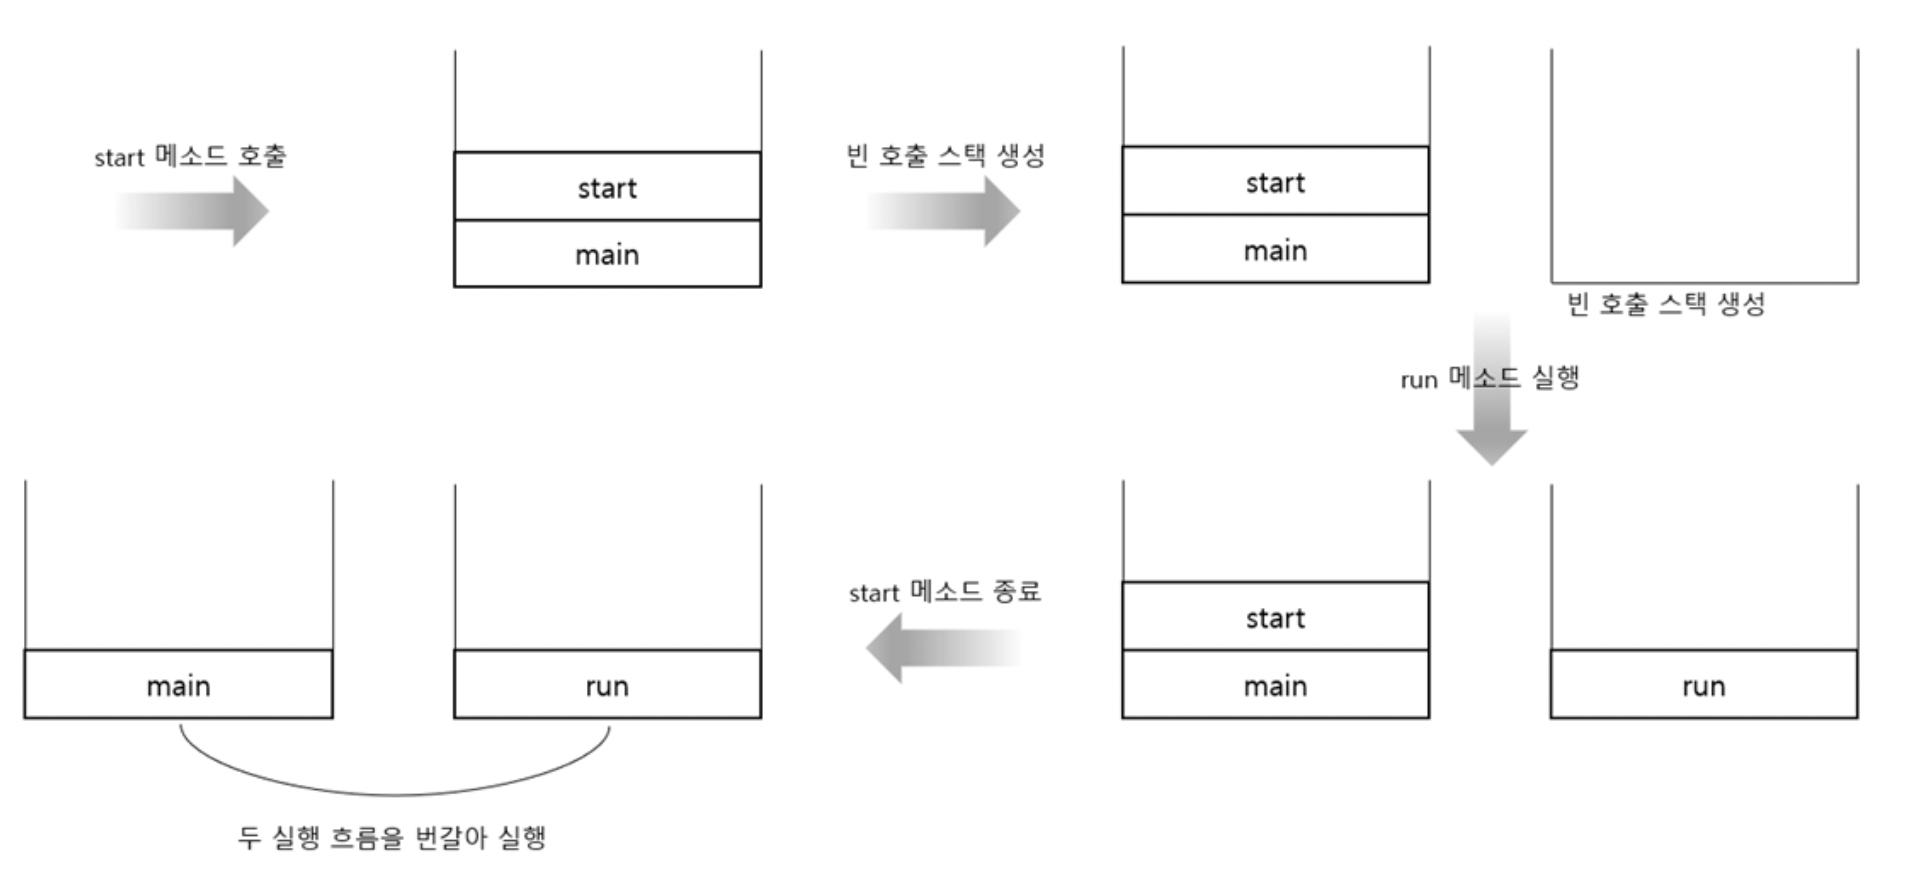 start 메소드 호출
start
main
빈 호출 스택 생성
start
main
빈 호출 스택 생성
run 메소드 실행
start
main
run
start 메소드 종료
main
run
두 실행 흐름을 번갈아 실행